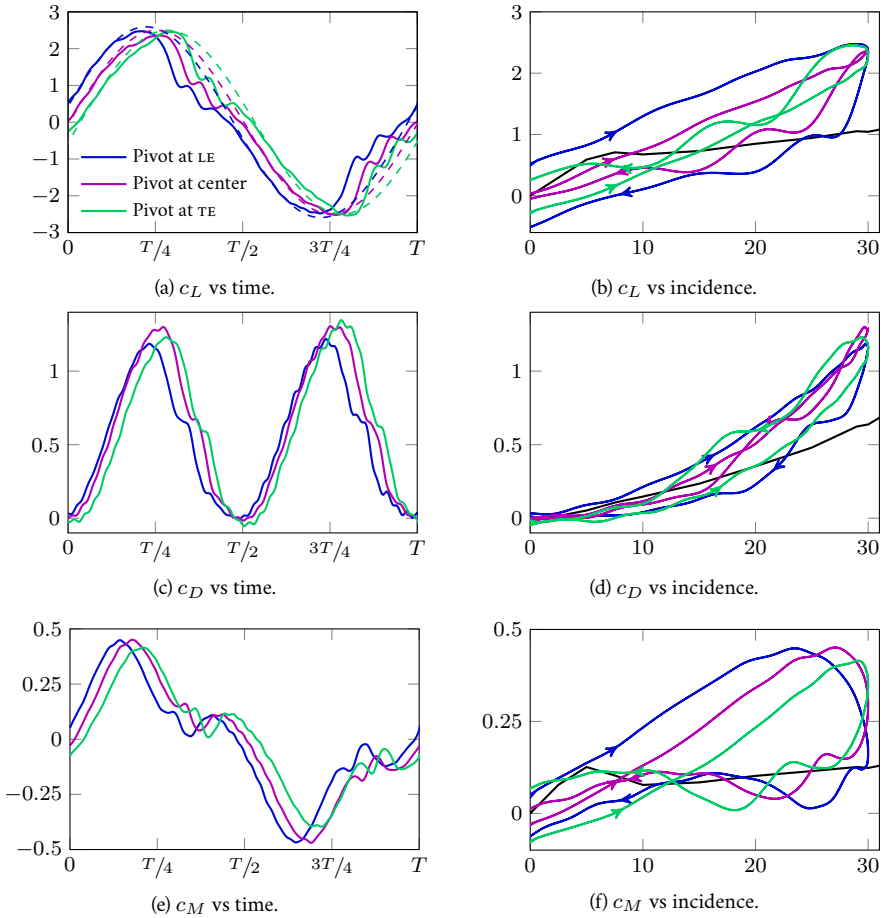 3
2
1
0
−1
−2
−3
Pivot at LE
Pivot at center
Pivot at TE
0
T/4
T/2
3T/4
T
(a) c_L vs time.
3
2
1
0
0
10
20
30
(b) c_L vs incidence.
1
0.5
0
0
T/4
T/2
3T/4
T
(c) c_D vs time.
1
0.5
0
0
10
20
30
(d) c_D vs incidence.
0.5
0.25
0
−0.25
−0.5
0
T/4
T/2
3T/4
T
(e) c_M vs time.
0.5
0.25
0
0
10
20
30
(f) c_M vs incidence.